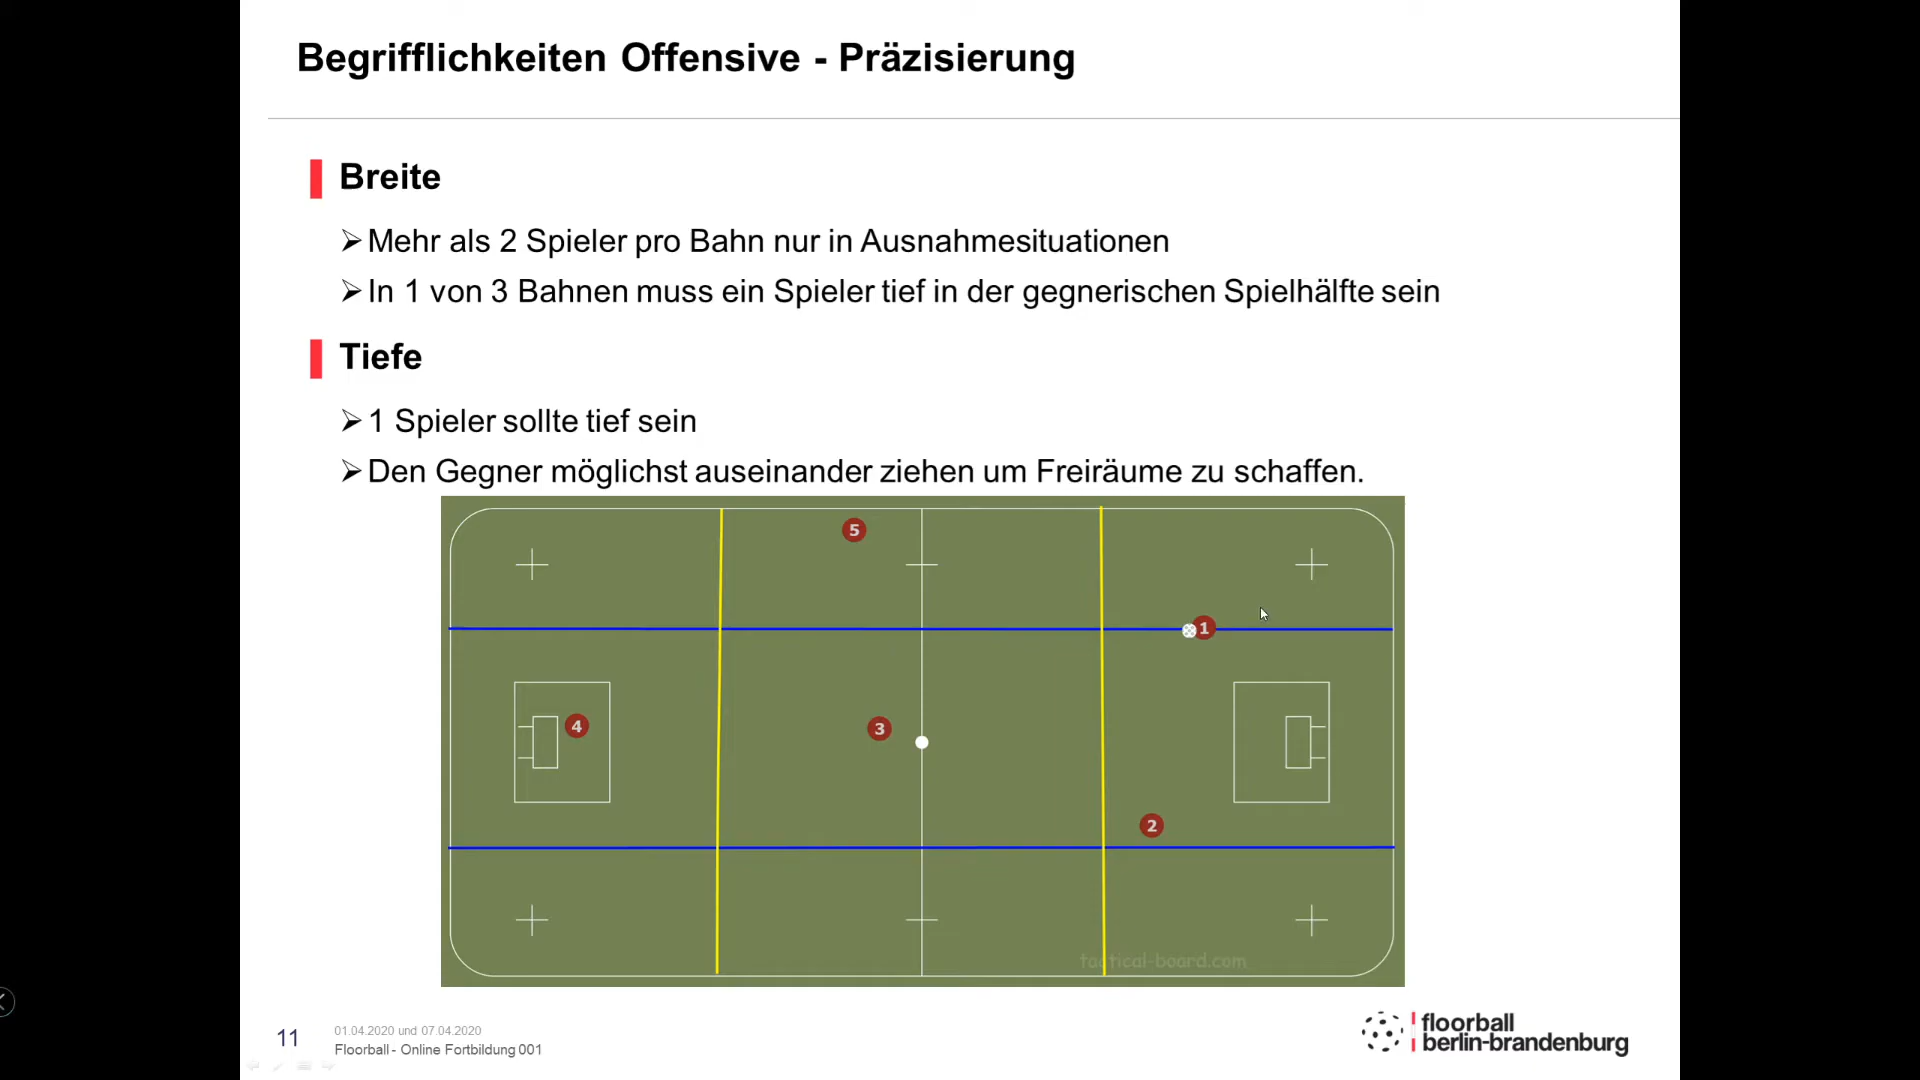 Begrifflichkeiten Offensive - Präzisierung
Breite
Mehr als 2 Spieler pro Bahn nur in Ausnahmesituationen
In 1 von 3 Bahnen muss ein Spieler tief in der gegnerischen Spielhälfte sein
Tiefe
1 Spieler sollte tief sein
Den Gegner möglichst auseinander ziehen um Freiräume zu schaffen.
5
1
4
3
2
tactical-board.com
11
01.04.2020 und 07.04.2020
Floorball - Online Fortbildung 001
floorball
berlin-brandenburg